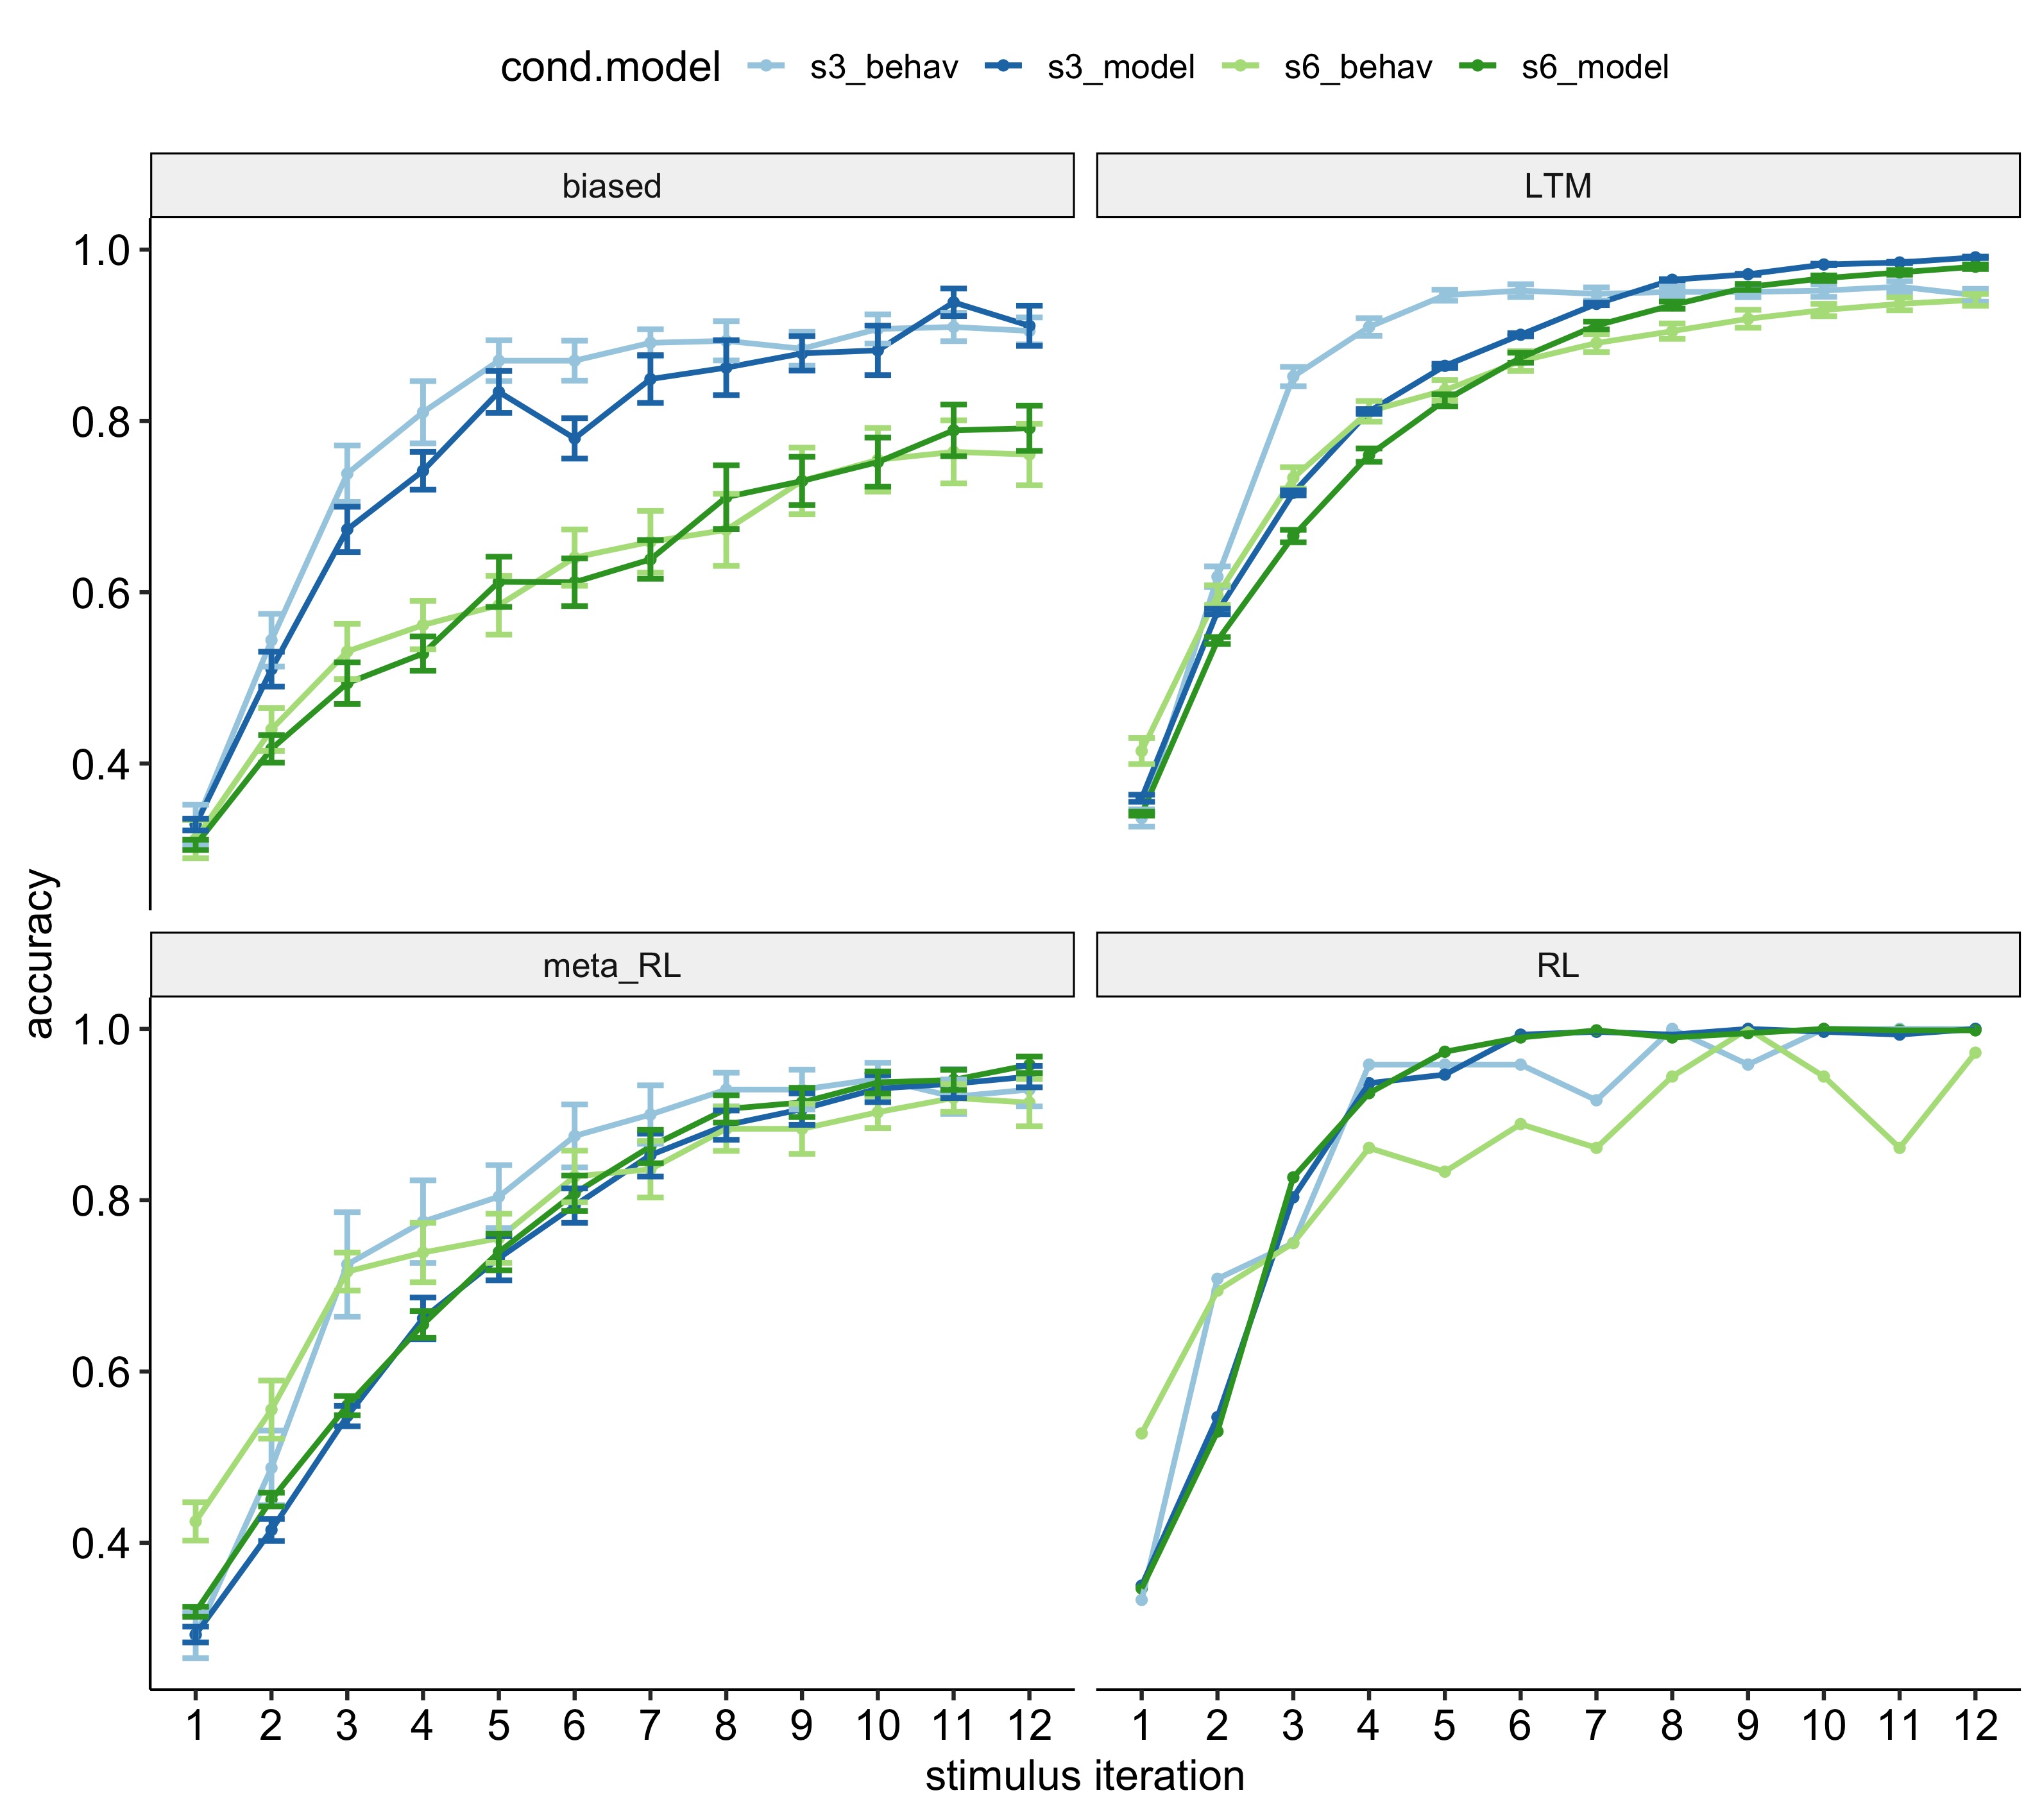 cond.model s3_behav s3_model s6_behav s6_model
biased LTM
1.0
0.8
0.6
0.4
accuracy
meta_RL RL
1.0
0.8
0.6
0.4
1 2 3 4 5 6 7 8 9 10 11 12 1 2 3 4 5 6 7 8 9 10 11 12
stimulus iteration